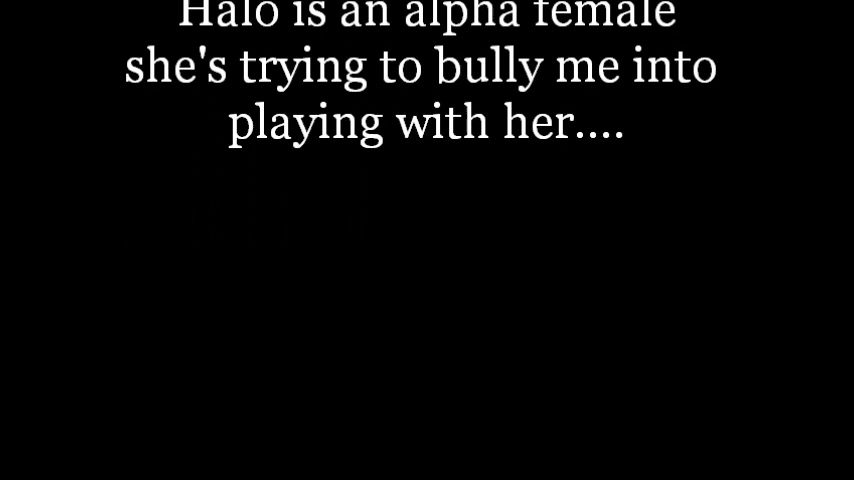 Halo is an alpha female
she's trying to bully me into
playing with her....